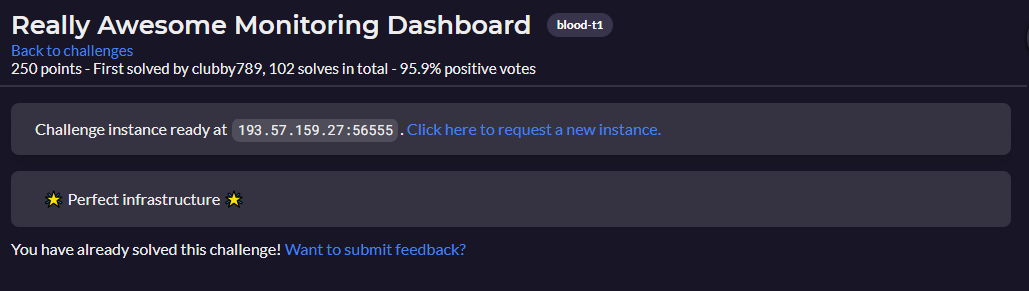 Really Awesome Monitoring Dashboard blood-t1
Back to challenges
250 points - First solved by clubby789, 102 solves in total - 95.9% positive votes
Challenge instance ready at 193.57.159.27:56555. Click here to request a new instance.
🌟 Perfect infrastructure 🌟
You have already solved this challenge! Want to submit feedback?